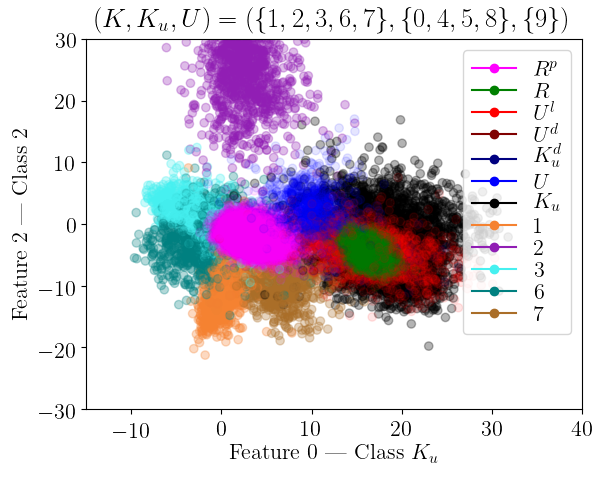 (K, K_u, U) = ({1, 2, 3, 6, 7}, {0, 4, 5, 8}, {9})
30
20
10
0
−10
−20
−30
Feature 2 — Class 2
R^p
R
U^l
U^d
K_u^d
U
K_u
1
2
3
6
7
−10
0
10
20
30
40
Feature 0 — Class K_u